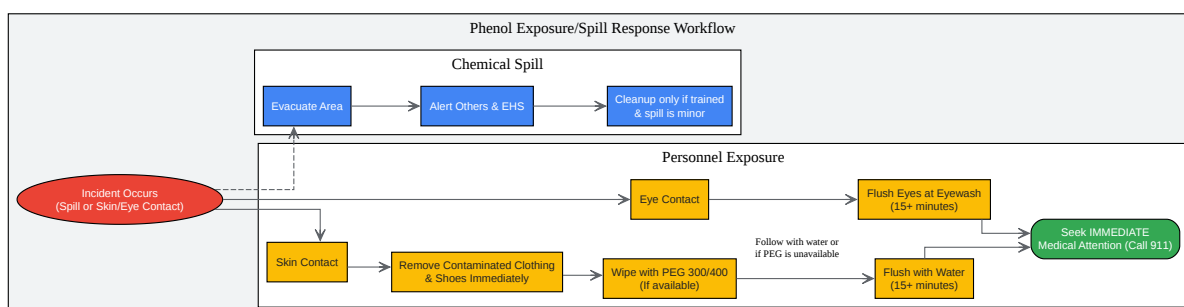 Phenol Exposure/Spill Response Workflow
Chemical Spill
Evacuate Area
Alert Others & EHS
Cleanup only if trained
& spill is minor
Personnel Exposure
Incident Occurs
(Spill or Skin/Eye Contact)
Eye Contact
Flush Eyes at Eyewash
(15+ minutes)
Seek IMMEDIATE
Medical Attention (Call 911)
Skin Contact
Remove Contaminated Clothing
& Shoes Immediately
Wipe with PEG 300/400
(If available)
Follow with water or
if PEG is unavailable
Flush with Water
(15+ minutes)